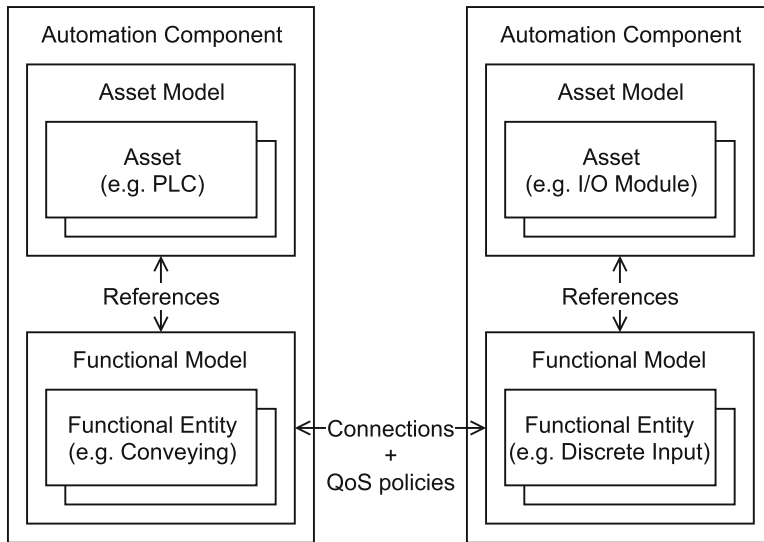 Automation Component
Asset Model
Asset
(e.g. PLC)
References
Functional Model
Functional Entity
(e.g. Conveying)
Connections
+
QoS policies
Automation Component
Asset Model
Asset
(e.g. I/O Module)
References
Functional Model
Functional Entity
(e.g. Discrete Input)